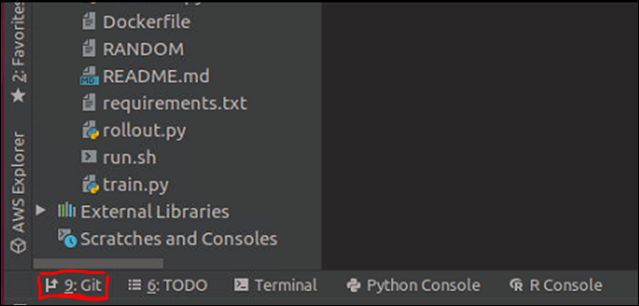 Dockerfile
RANDOM
README.md
requirements.txt
rollout.py
run.sh
train.py
External Libraries
Scratches and Consoles
2: Favorites
AWS Explorer
9: Git 6: TODO Terminal Python Console R Console